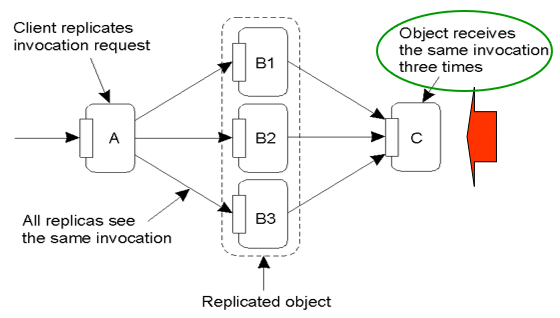 Client replicates
invocation request
Object receives
the same invocation
three times
B1
A
B2
C
B3
All replicas see
the same invocation
Replicated object